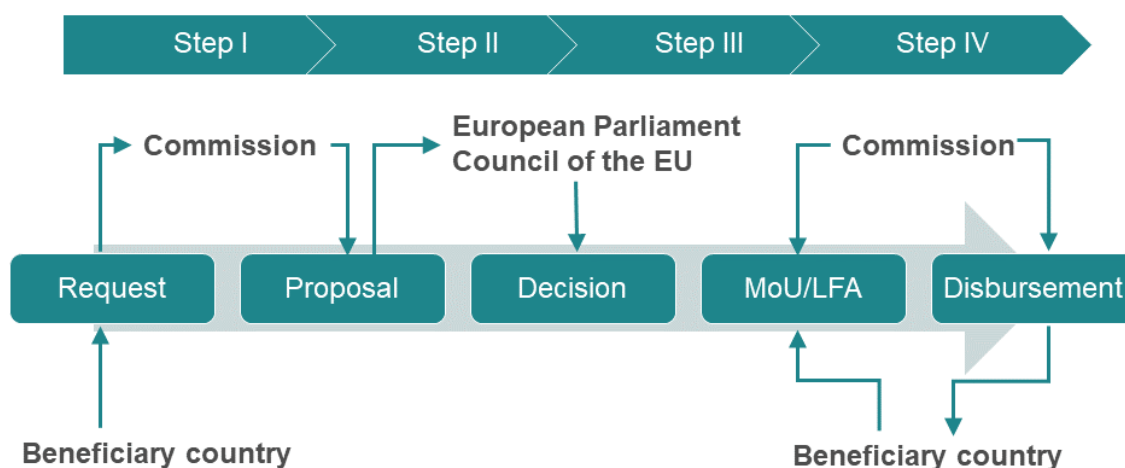 Step I
Step II
Step III
Step IV
Commission
European Parliament
Council of the EU
Commission
Request
Proposal
Decision
MoU/LFA
Disbursement
Beneficiary country
Beneficiary country